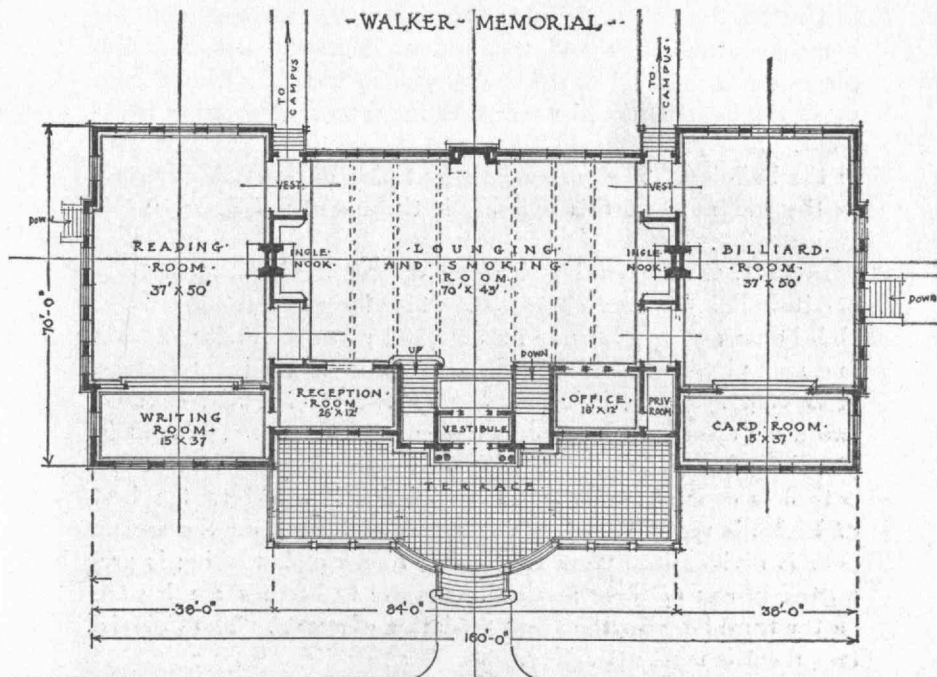 -WALKER MEMORIAL-
TO
CAMPUS
TO
CAMPUS
VEST.
VEST.
DOWN
READING
ROOM
37' X 50'
INGLE-
NOOK
LOUNGING
AND SMOKING
ROOM
70' X 43'
INGLE-
NOOK
BILLIARD
ROOM
37' X 50'
DOWN
70'-0"
UP
DOWN
RECEPTION
ROOM
26' X 12'
OFFICE
18' X 12'
PRIV.
ROOM
WRITING
ROOM
15' X 37
VESTIBULE
CARD ROOM
15' X 37'
TERRACE
38'-0"
84'-0"
38'-0"
160'-0"